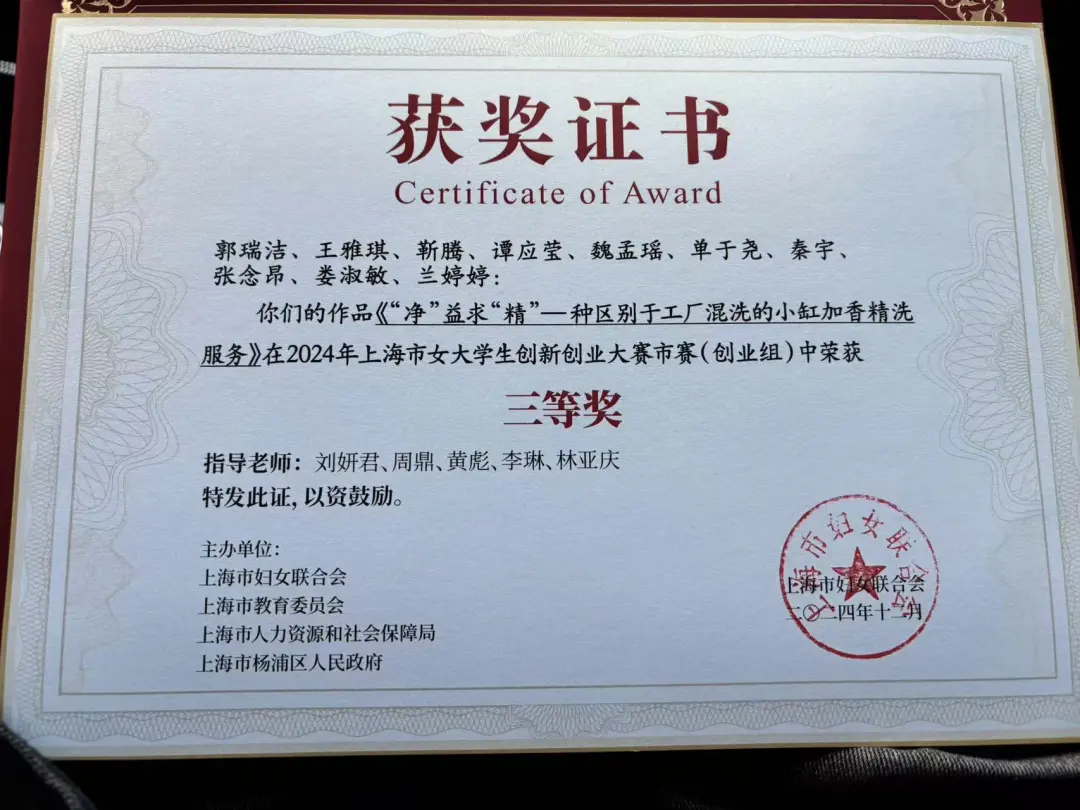 获奖证书
Certificate of Award
郭瑞洁、王雅琪、靳腾、谭应莹、魏孟瑶、单于尧、秦宇、
张念昂、娄淑敏、兰婷婷：
你们的作品《“净”益求“精”—种区别于工厂混洗的小缸加香精洗
服务》在2024年上海市女大学生创新创业大赛市赛（创业组）中荣获
三等奖
指导老师：刘妍君、周鼎、黄彪、李琳、林亚庆
特发此证，以资鼓励。
主办单位：
上海市妇女联合会
上海市教育委员会
上海市人力资源和社会保障局
上海市杨浦区人民政府
上海市妇女联合会
上海市妇女联合会
二〇二四年十二月